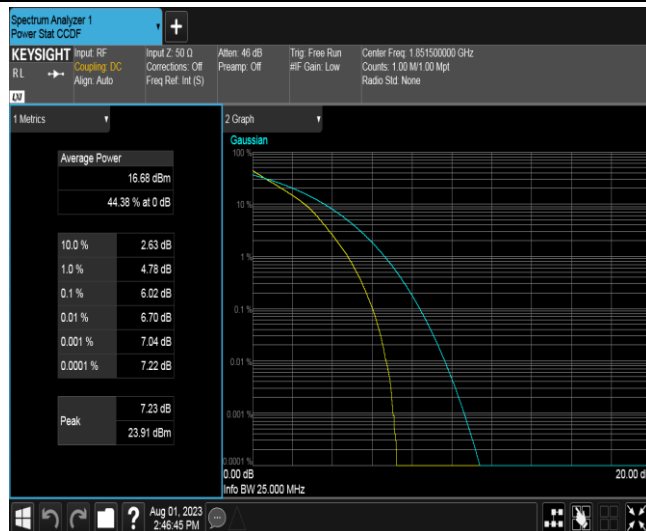 Spectrum Analyzer 1
Power Stat CCDF
+
KEYSIGHT
RL
LXI
Input: RF
Coupling: DC
Align: Auto
Input Z: 50 Ω
Corrections: Off
Freq Ref: Int (S)
Atten: 46 dB
Preamp: Off
Trig: Free Run
#IF Gain: Low
Center Freq: 1.851500000 GHz
Counts: 1.00 M/1.00 Mpt
Radio Std: None
1 Metrics
Average Power
16.68 dBm
44.38 % at 0 dB
10.0 % 2.63 dB
1.0 % 4.78 dB
0.1 % 6.02 dB
0.01 % 6.70 dB
0.001 % 7.04 dB
0.0001 % 7.22 dB
Peak
7.23 dB
23.91 dBm
2 Graph
Gaussian
100 %
10 %
1 %
0.1 %
0.01 %
0.001 %
0.0001 %
0.00 dB
20.00 d
Info BW 25.000 MHz
?
Aug 01, 2023
2:46:45 PM